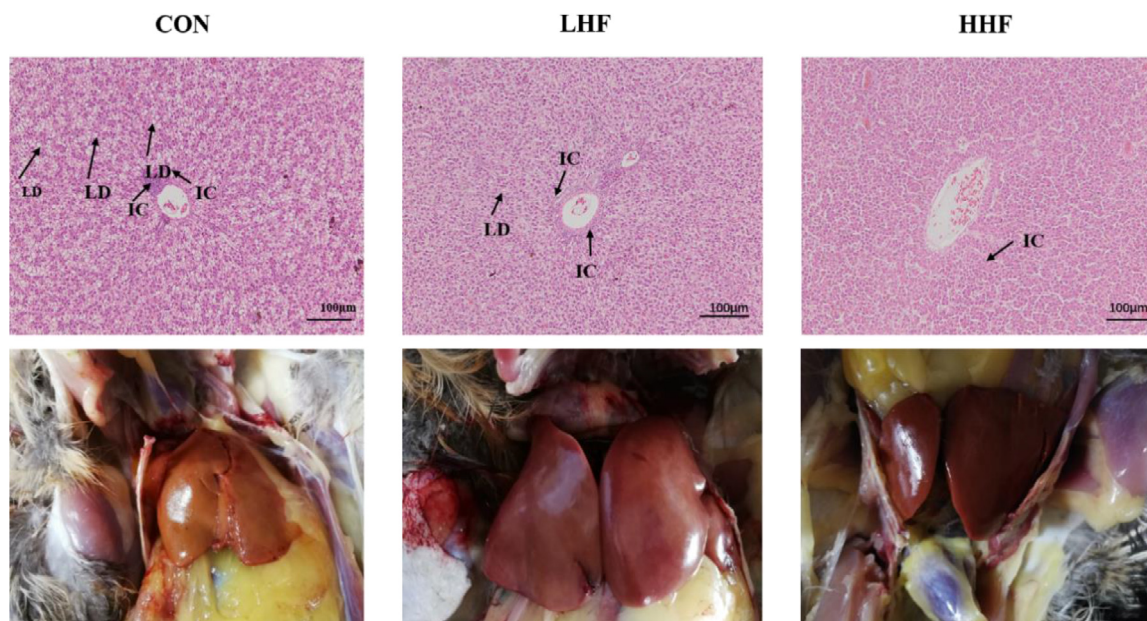 CON LHF HHF
LD LD LD IC IC
100μm
IC LD IC
100μm
IC
100μm